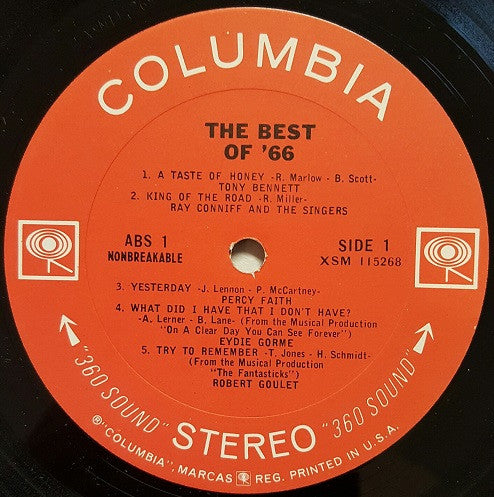 COLUMBIA
THE BEST
OF '66
1. A TASTE OF HONEY -R. Marlow - B. Scott-
TONY BENNETT
2. KING OF THE ROAD -R. Miller-
RAY CONNIFF AND THE SINGERS
ABS 1
NONBREAKABLE
SIDE 1
XSM 115268
3. YESTERDAY -J. Lennon - P. McCartney-
PERCY FAITH
4. WHAT DID I HAVE THAT I DON'T HAVE?
-A. Lerner - B. Lane- (From the Musical Production
"On A Clear Day You Can See Forever")
EYDIE GORME
5. TRY TO REMEMBER -T. Jones - H. Schmidt-
(From the Musical Production
"The Fantasticks")
ROBERT GOULET
"360 SOUND" STEREO "360 SOUND"
®"COLUMBIA", MARCAS REG. PRINTED IN U.S.A.